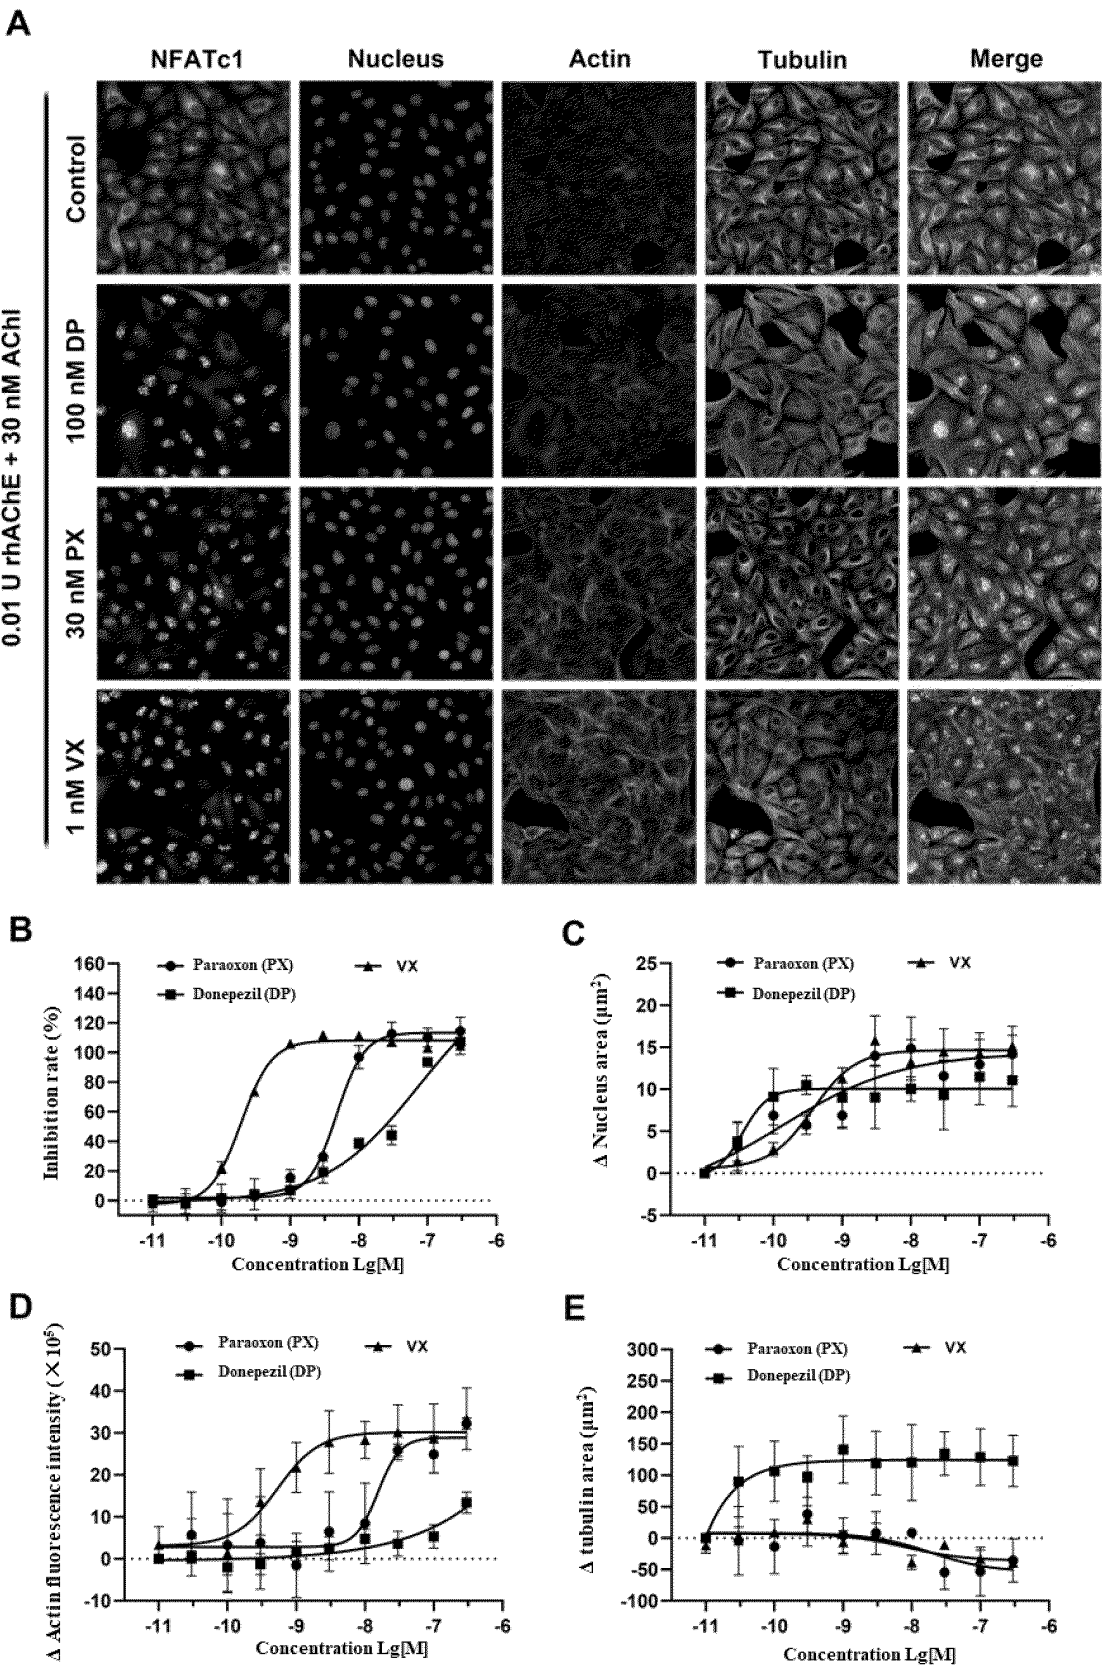 A
NFATc1 Nucleus Actin Tubulin Merge
0.01 U rhAChE + 30 nM AChI
Control
100 nM DP
30 nM PX
1 nM VX
B
Paraoxon (PX) VX
Donepezil (DP)
Inhibition rate (%)
160
140
120
100
80
60
40
20
0
-11 -10 -9 -8 -7 -6
Concentration Lg[M]
C
Paraoxon (PX) VX
Donepezil (DP)
Δ Nucleus area (μm²)
25
20
15
10
5
0
-5
-11 -10 -9 -8 -7 -6
Concentration Lg[M]
D
Paraoxon (PX) VX
Donepezil (DP)
Δ Actin fluorescence intensity (×10⁵)
50
40
30
20
10
0
-10
-11 -10 -9 -8 -7 -6
Concentration Lg[M]
E
Paraoxon (PX) VX
Donepezil (DP)
Δ tubulin area (μm²)
300
250
200
150
100
50
0
-50
-100
-11 -10 -9 -8 -7 -6
Concentration Lg[M]